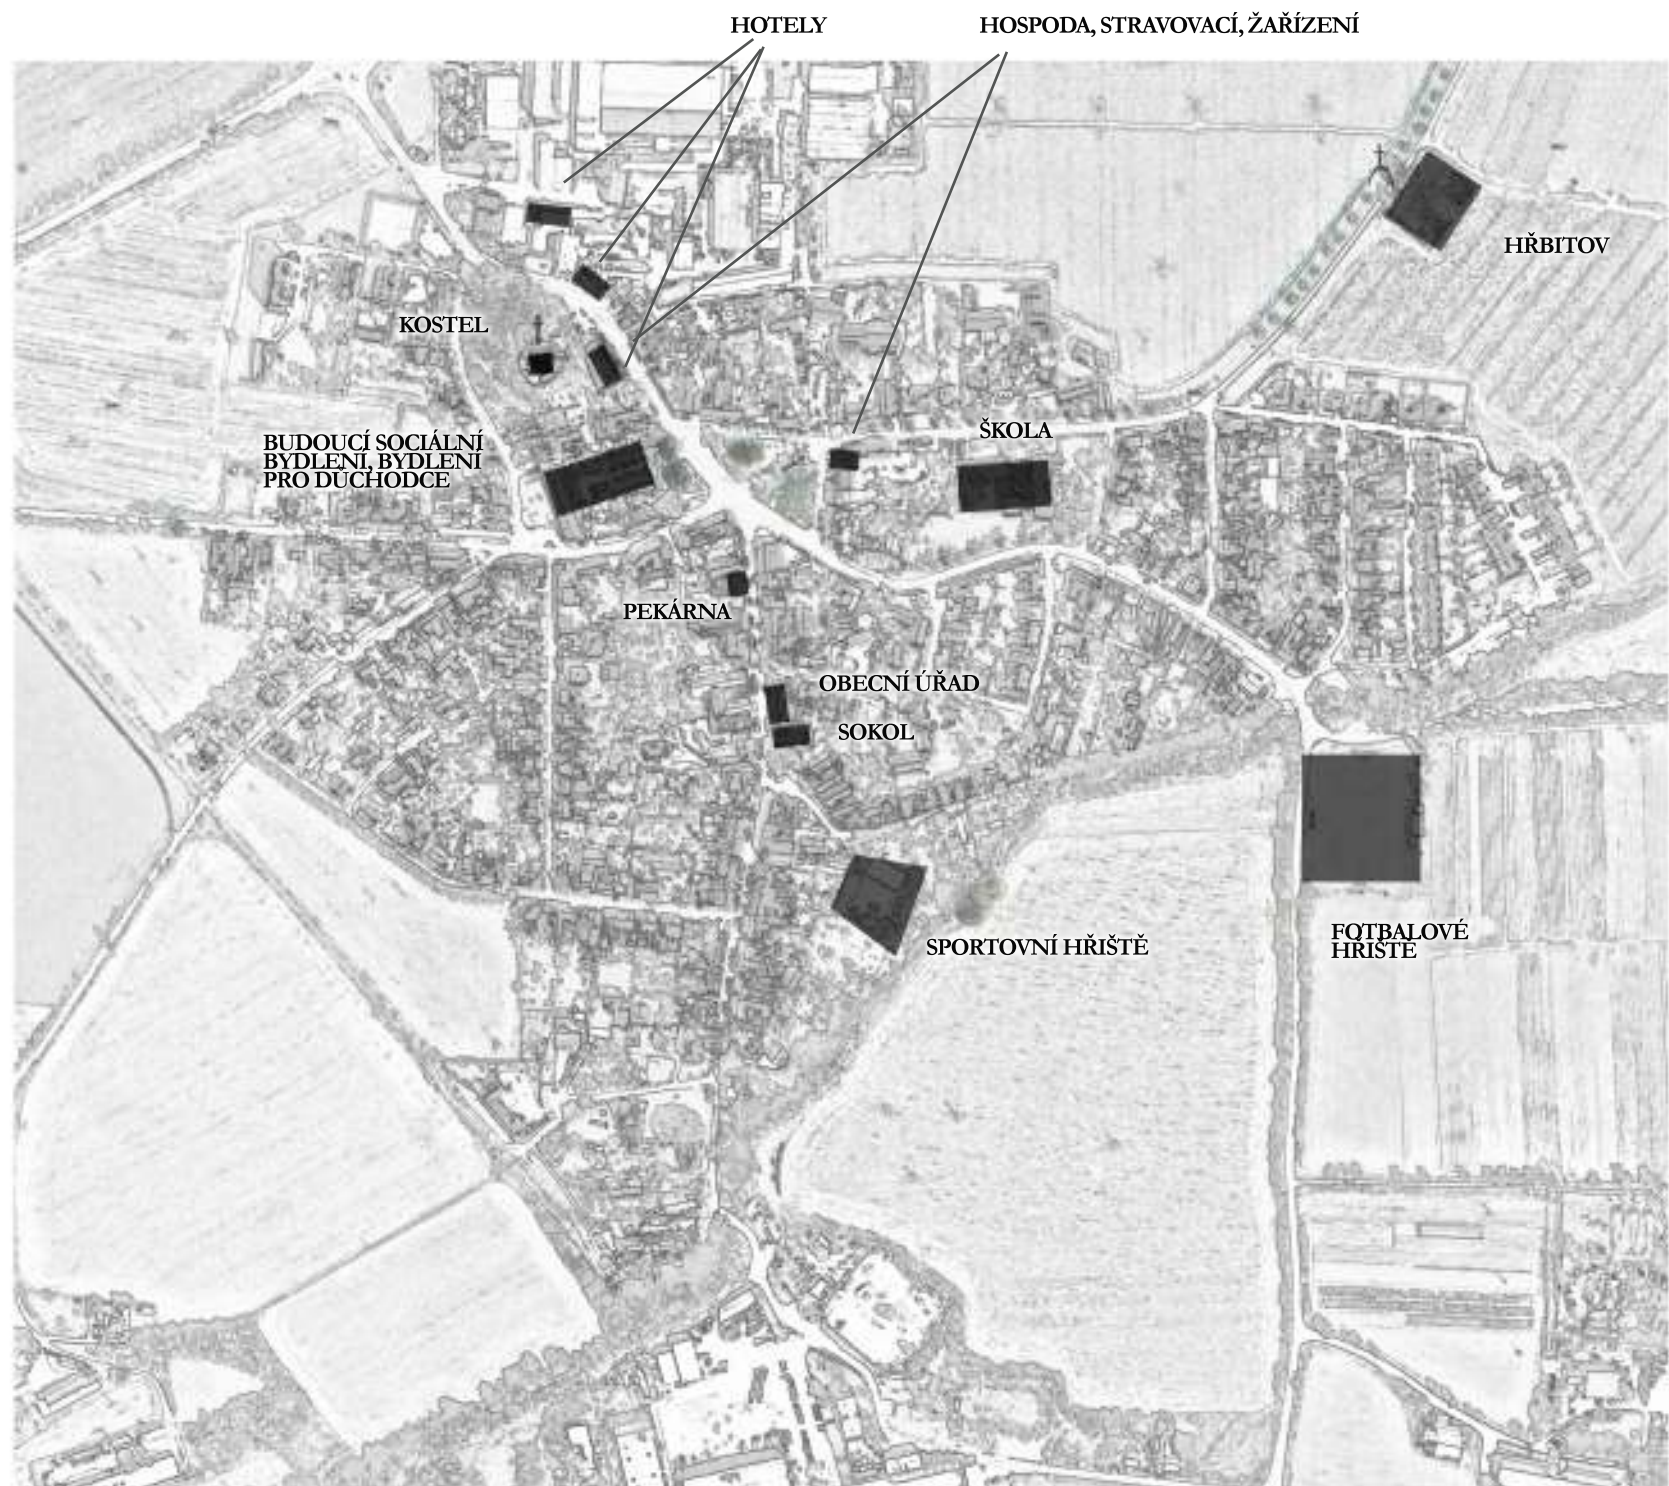 HOTELY
HOSPODA, STRAVOVACÍ, ŽAŘÍZENÍ
HŘBITOV
KOSTEL
ŠKOLA
BUDOUCÍ SOCIÁLNÍ
BYDLENÍ, BYDLENÍ
PRO DŮCHODCE
PEKÁRNA
OBECNÍ ÚŘAD
SOKOL
FOTBALOVÉ
HŘIŠTĚ
SPORTOVNÍ HŘIŠTĚ